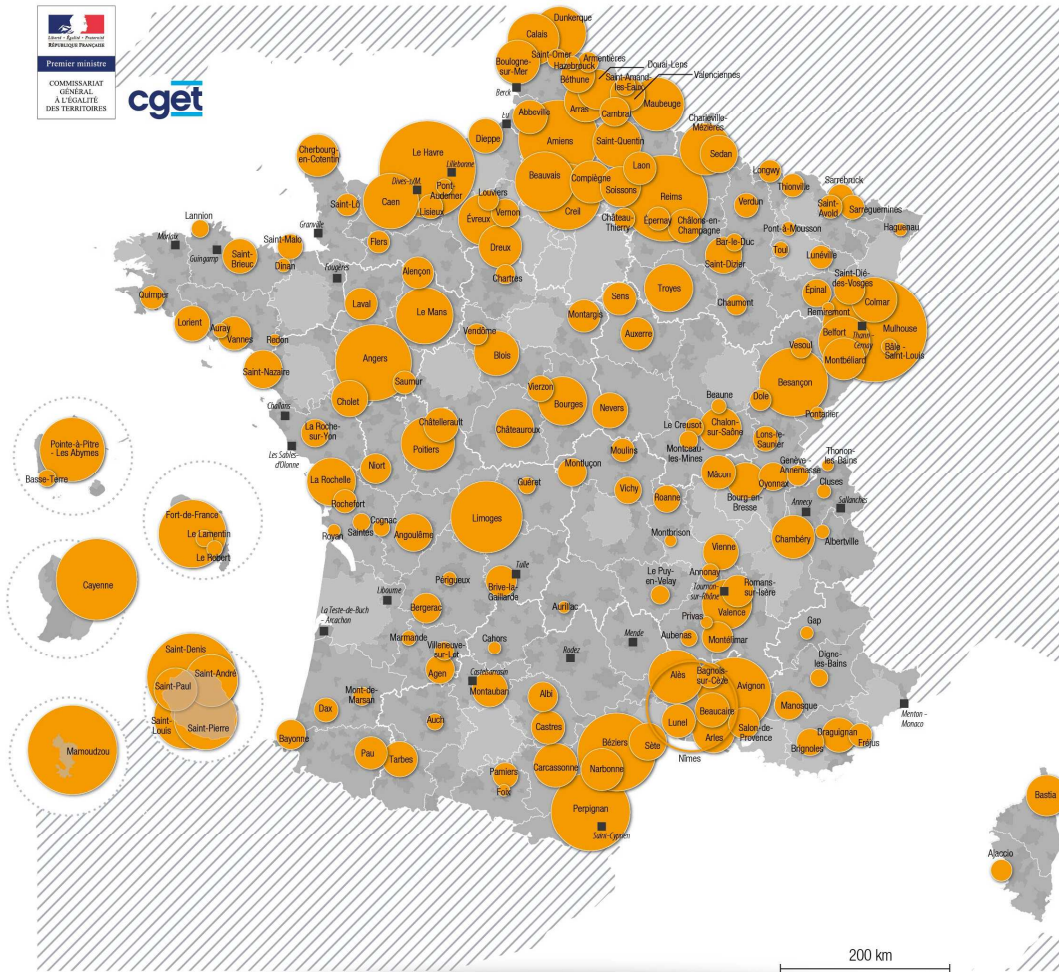 Liberté • Égalité • Fraternité
RÉPUBLIQUE FRANÇAISE
Premier ministre
COMMISSARIAT
GÉNÉRAL
À L'ÉGALITÉ
DES TERRITOIRES
cget
Dunkerque
Calais
Saint-Omer
Armentières
Hazebrouck
Boulogne-
sur-Mer
Douai-Lens
Béthune
Saint-Amand-
les-Eaux
Valenciennes
Berck
Arras
Maubeuge
Abbeville
Cambrai
Eu
Charleville-
Mézières
Dieppe
Amiens
Saint-Quentin
Cherbourg-
en-Cotentin
Le Havre
Lillebonne
Laon
Sedan
Dives-s/M.
Pont-
Audemer
Beauvais
Compiègne
Soissons
Longwy
Thionville
Sarrebruck
Caen
Lisieux
Louviers
Creil
Reims
Saint-Lô
Évreux
Vernon
Château-
Thierry
Épernay
Châlons-en-
Champagne
Verdun
Saint-
Avold
Sarreguemines
Haguenau
Lannion
Granville
Flers
Dreux
Pont-à-Mousson
Morlaix
Guingamp
Saint-
Brieuc
Saint-Malo
Bar-le-Duc
Toul
Lunéville
Dinan
Saint-Dizier
Fougères
Alençon
Chartres
Saint-Dié-
des-Vosges
Quimper
Laval
Sens
Troyes
Chaumont
Épinal
Colmar
Lorient
Auray
Vannes
Le Mans
Montargis
Remiremont
Redon
Vendôme
Auxerre
Belfort
Thann-
Cernay
Mulhouse
Saint-Nazaire
Angers
Blois
Vesoul
Montbéliard
Bâle -
Saint-Louis
Saumur
Vierzon
Besançon
Cholet
Bourges
Beaune
Dole
Challans
Nevers
Pontarlier
La Roche-
sur-Yon
Châtellerault
Châteauroux
Le Creusot
Chalon-
sur-Saône
Lons-le-
Saunier
Pointe-à-Pitre
- Les Abymes
Les Sables-
d'Olonne
Poitiers
Moulins
Montceau-
les-Mines
Thonon-
les-Bains
Basse-Terre
Niort
Montluçon
Mâcon
Genève-
Annemasse
La Rochelle
Guéret
Vichy
Roanne
Bourg-en-
Bresse
Oyonnax
Cluses
Rochefort
Annecy
Sallanches
Fort-de-France
Cognac
Limoges
Le Lamentin
Saintes
Royan
Angoulême
Montbrison
Chambéry
Albertville
Le Robert
Vienne
Cayenne
Périgueux
Tulle
Brive-la-
Gaillarde
Le Puy-
en-Velay
Annonay
Romans-
sur-Isère
Libourne
Tournon-
sur-Rhône
La Teste-de-Buch
- Arcachon
Bergerac
Aurillac
Valence
Privas
Marmande
Villeneuve-
sur-Lot
Cahors
Mende
Aubenas
Montélimar
Gap
Saint-Denis
Agen
Castelsarrasin
Rodez
Digne-
les-Bains
Saint-André
Alès
Bagnols-
sur-Cèze
Avignon
Saint-Paul
Mont-de-
Marsan
Montauban
Albi
Manosque
Menton -
Monaco
Saint-
Louis
Saint-Pierre
Dax
Auch
Castres
Lunel
Beaucaire
Salon-de-
Provence
Mamoudzou
Bayonne
Béziers
Sète
Arles
Draguignan
Fréjus
Pau
Tarbes
Carcassonne
Narbonne
Nîmes
Brignoles
Pamiers
Foix
Bastia
Perpignan
Saint-Cyprien
Ajaccio
200 km